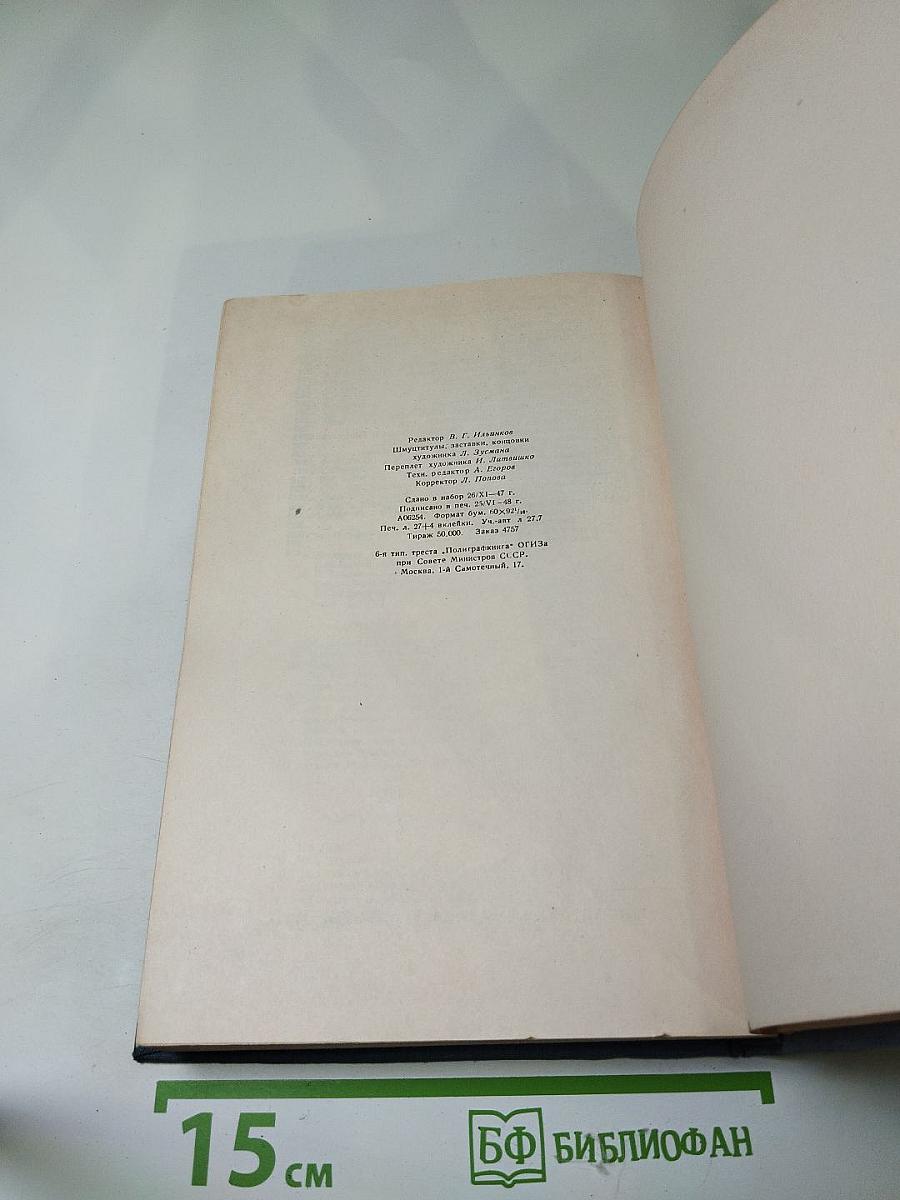 Редактор В. Г. Ильинков
Шмуцтитулы, заставки, концовки
художника Л. Зусмана
Переплет художника И. Литвишко
Техн. редактор А. Егоров
Корректор Л. Попова
Сдано в набор 26/XI—47 г.
Подписано в печ. 25/VI—48 г.
А06254. Формат бум. 60×92¹/₁₆.
Печ. л. 27+4 вклейки. Уч.-авт л 27,7
Тираж 50.000. Заказ 4757
6-я тип. треста „Полиграфкнига“ ОГИЗа
при Совете Министров СССР.
Москва, 1-й Самотечный, 17.
15 см
БФ БИБЛИОФАН